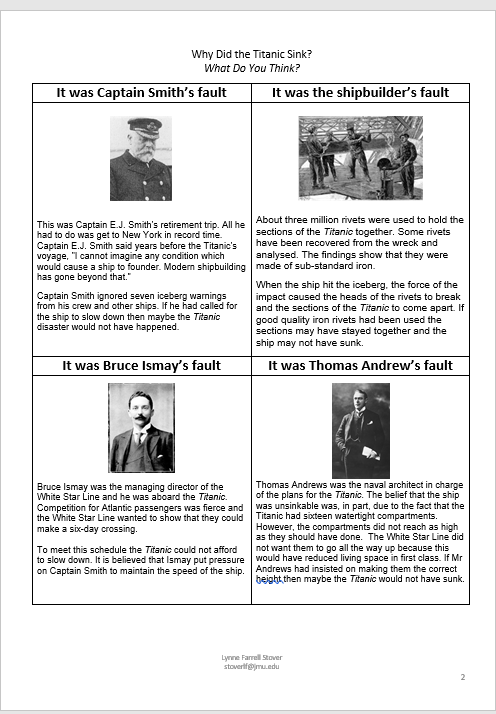 Why Did the Titanic Sink?
What Do You Think?
It was Captain Smith's fault
This was Captain E.J. Smith's retirement trip. All he
had to do was get to New York in record time.
Captain E.J. Smith said years before the Titanic's
voyage, "I cannot imagine any condition which
would cause a ship to founder. Modern shipbuilding
has gone beyond that."
Captain Smith ignored seven iceberg warnings
from his crew and other ships. If he had called for
the ship to slow down then maybe the Titanic
disaster would not have happened.
It was the shipbuilder's fault
About three million rivets were used to hold the
sections of the Titanic together. Some rivets
have been recovered from the wreck and
analysed. The findings show that they were
made of sub-standard iron.
When the ship hit the iceberg, the force of the
impact caused the heads of the rivets to break
and the sections of the Titanic to come apart. If
good quality iron rivets had been used the
sections may have stayed together and the
ship may not have sunk.
It was Bruce Ismay's fault
Bruce Ismay was the managing director of the
White Star Line and he was aboard the Titanic.
Competition for Atlantic passengers was fierce and
the White Star Line wanted to show that they could
make a six-day crossing.
To meet this schedule the Titanic could not afford
to slow down. It is believed that Ismay put pressure
on Captain Smith to maintain the speed of the ship.
It was Thomas Andrew's fault
Thomas Andrews was the naval architect in charge
of the plans for the Titanic. The belief that the ship
was unsinkable was, in part, due to the fact that the
Titanic had sixteen watertight compartments.
However, the compartments did not reach as high
as they should have done. The White Star Line did
not want them to go all the way up because this
would have reduced living space in first class. If Mr
Andrews had insisted on making them the correct
height then maybe the Titanic would not have sunk.
Lynne Farrell Stover
stoverlf@jmu.edu
2